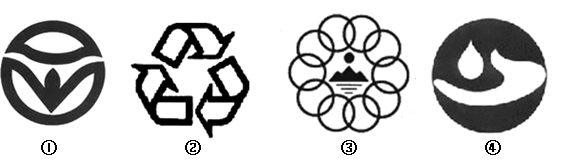 ① ② ③ ④